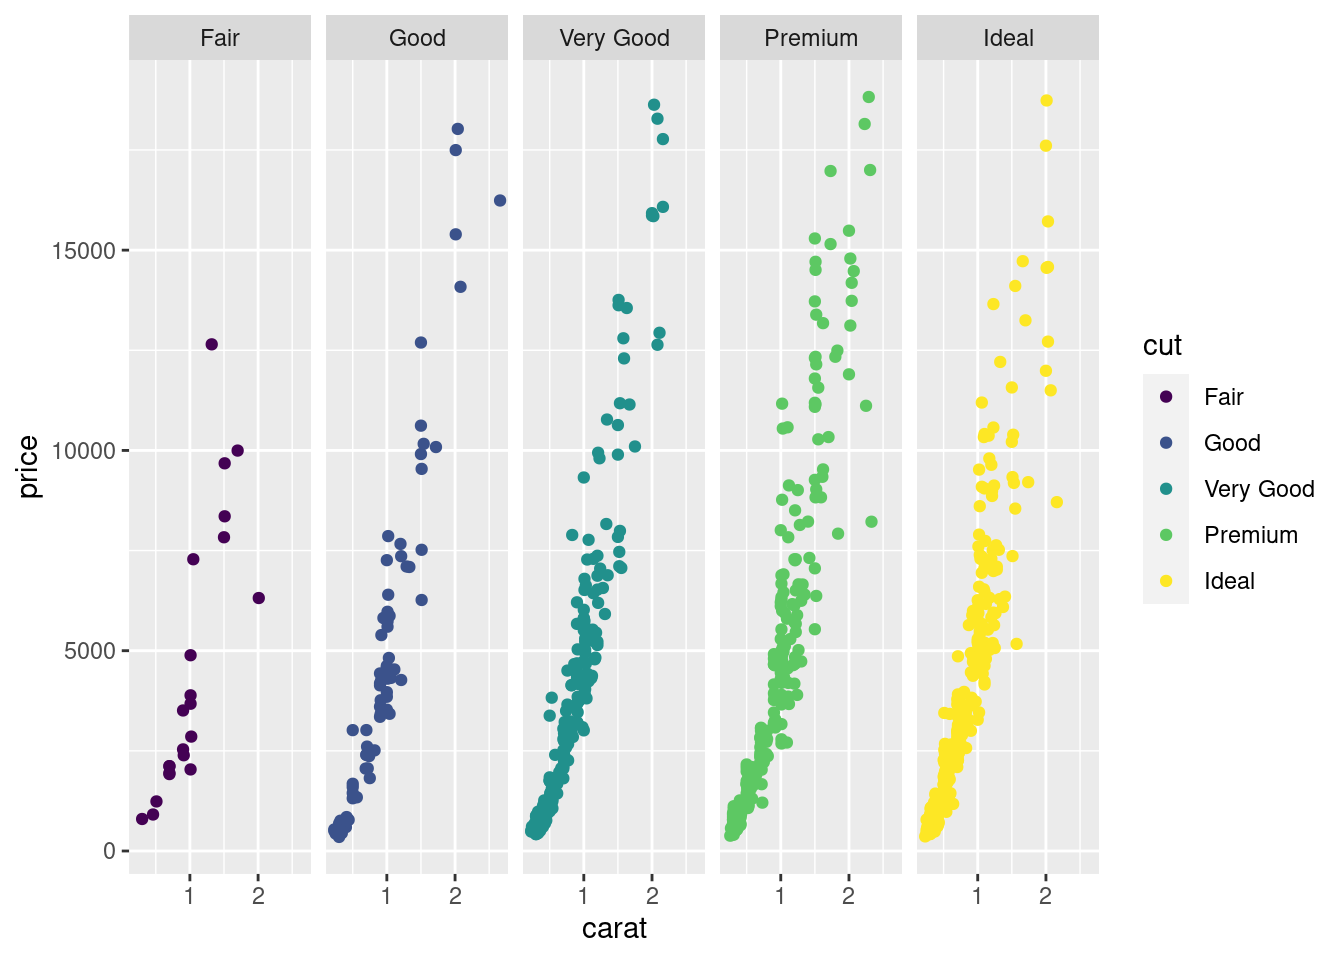 Fair Good Very Good Premium Ideal
15000
10000
5000
0
price
1 2 1 2 1 2 1 2 1 2
carat
cut
Fair
Good
Very Good
Premium
Ideal